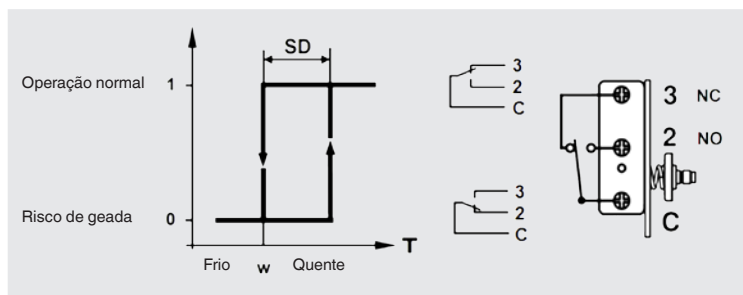 SD
Operação normal 1
Risco de geada 0
T
Frio w Quente
3
2
C
3
2
C
3 NC
2 NO
C